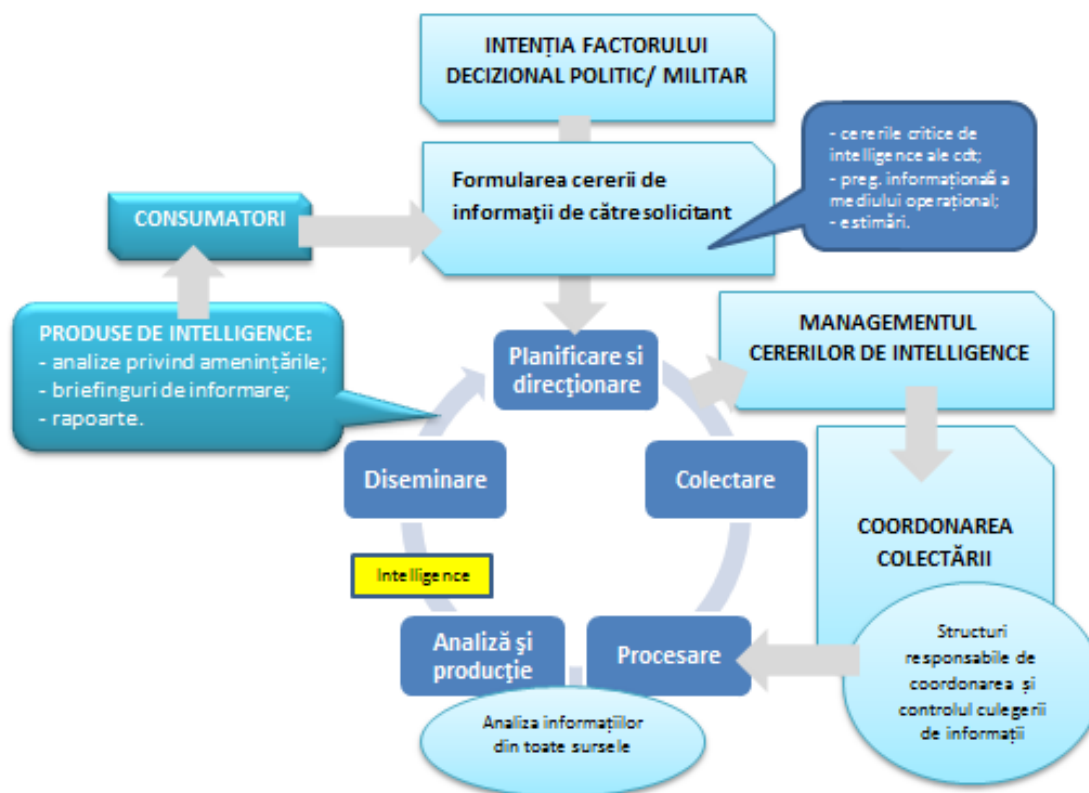 INTENȚIA FACTORULUI
DECIZIONAL POLITIC/ MILITAR
- cererile critice de
intelligence ale cdt;
- preg. informațională a
mediului operațional;
- estimări.
Formularea cererii de
informații de către solicitant
CONSUMATORI
PRODUSE DE INTELLIGENCE:
- analize privind amenințările;
- briefinguri de informare;
- rapoarte.
MANAGEMENTUL
CERERILOR DE INTELLIGENCE
Planificare si
direcţionare
Diseminare
Colectare
COORDONAREA
COLECTĂRII
Intelligence
Analiză şi
producţie
Procesare
Structuri
responsabile de
coordonarea și
controlul culegerii
de informații
Analiza informațiilor
din toate sursele